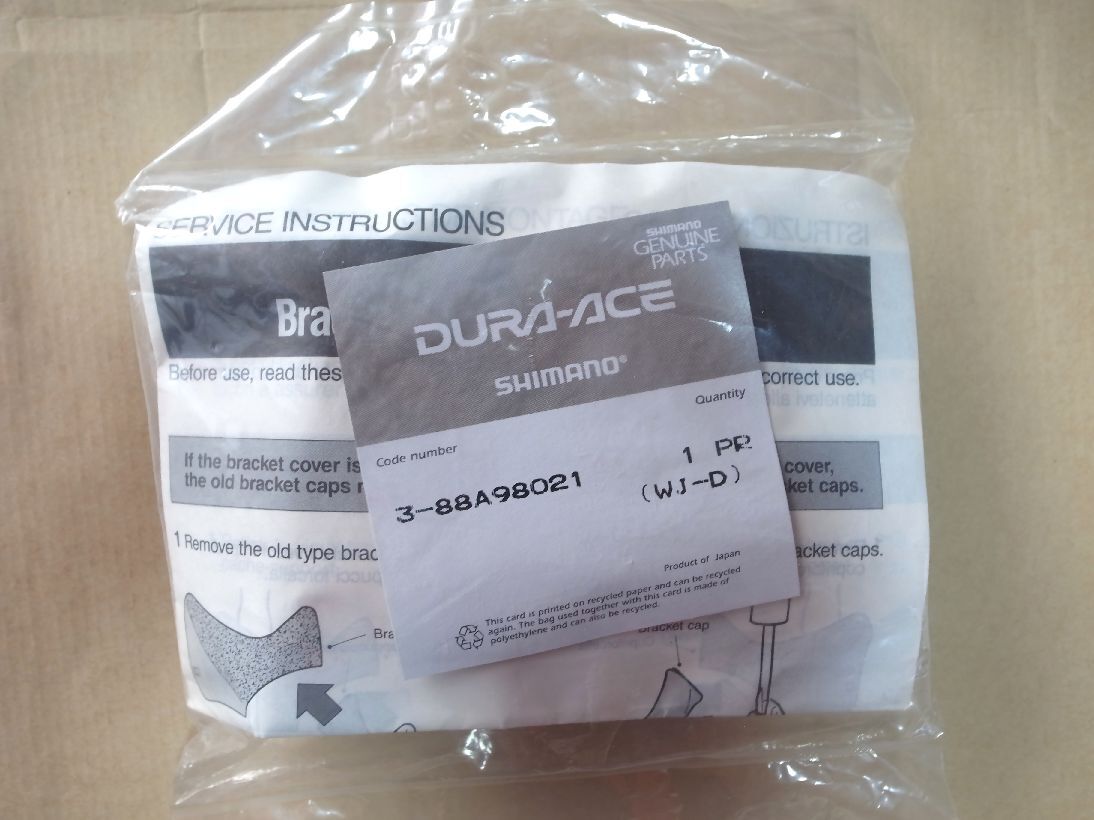 SERVICE INSTRUCTIONS
SHIMANO
GENUINE
PARTS
Bra
DURA-ACE
SHIMANO®
Before use, read thes
correct use.
Quantity
Code number
1 PR
If the bracket cover is
cover,
3-88A98021
(WJ-D)
the old bracket caps
ket caps.
1 Remove the old type brac
acket caps.
Product of Japan
This card is printed on recycled paper and can be recycled
again. The bag used together with this card is made of
polyethylene and can also be recycled.
Bra
bracket cap